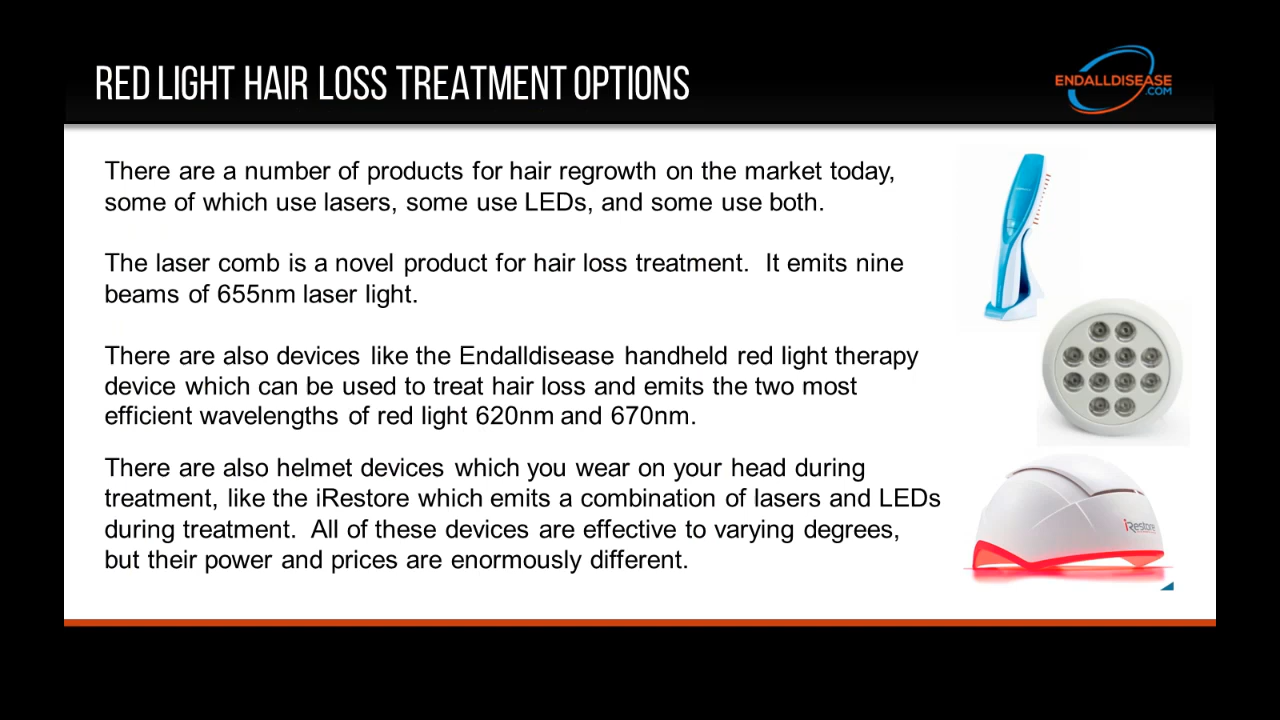 RED LIGHT HAIR LOSS TREATMENT OPTIONS
ENDALLDISEASE
.COM
There are a number of products for hair regrowth on the market today,
some of which use lasers, some use LEDs, and some use both.
The laser comb is a novel product for hair loss treatment.  It emits nine
beams of 655nm laser light.
There are also devices like the Endalldisease handheld red light therapy
device which can be used to treat hair loss and emits the two most
efficient wavelengths of red light 620nm and 670nm.
There are also helmet devices which you wear on your head during
treatment, like the iRestore which emits a combination of lasers and LEDs
during treatment.  All of these devices are effective to varying degrees,
but their power and prices are enormously different.
iRestore